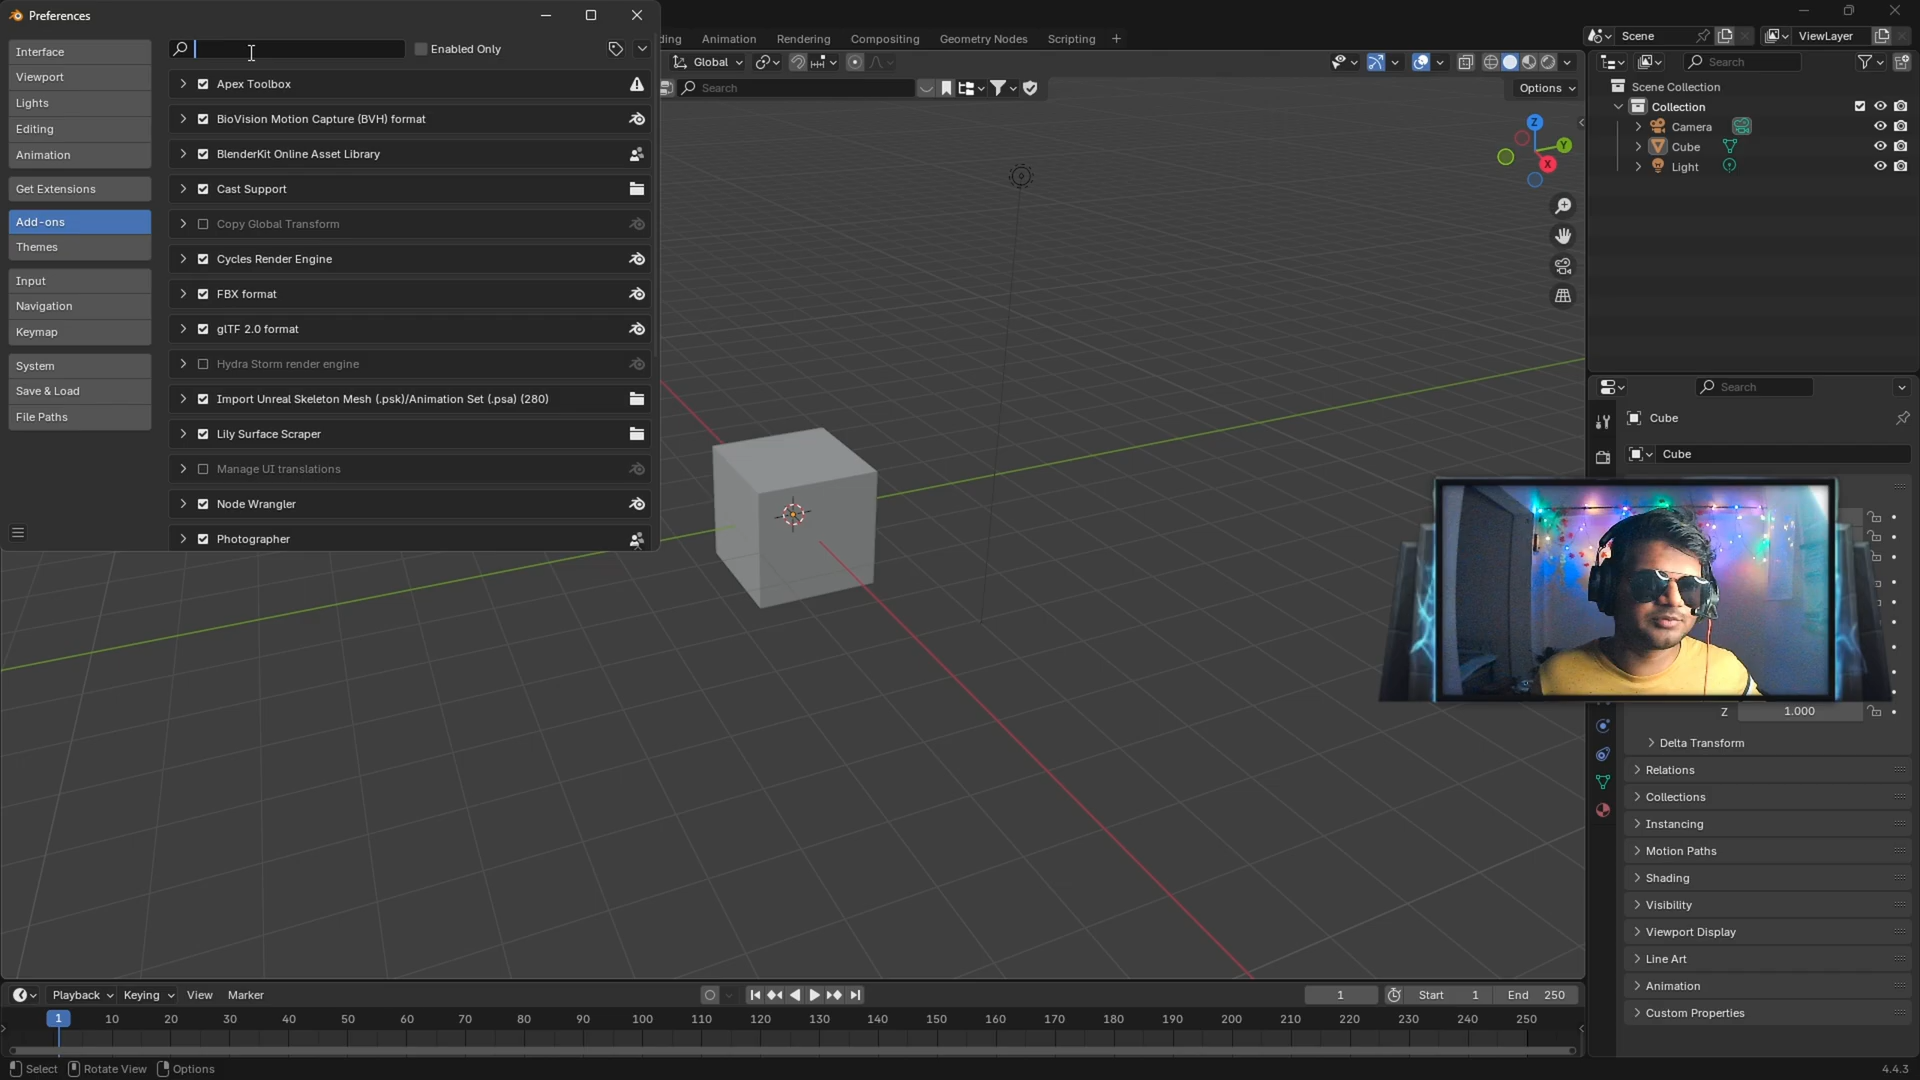 Preferences
Interface
Viewport
Lights
Editing
Animation
Get Extensions
Add-ons
Themes
Input
Navigation
Keymap
System
Save & Load
File Paths
Enabled Only
Apex Toolbox
BioVision Motion Capture (BVH) format
BlenderKit Online Asset Library
Cast Support
Copy Global Transform
Cycles Render Engine
FBX format
glTF 2.0 format
Hydra Storm render engine
Import Unreal Skeleton Mesh (.psk)/Animation Set (.psa) (280)
Lily Surface Scraper
Manage UI translations
Node Wrangler
Photographer
ding Animation Rendering Compositing Geometry Nodes Scripting +
Scene ViewLayer
Global
Search
Options
Z
Y
X
Search
Scene Collection
Collection
Camera
Cube
Light
Search
Cube
Cube
Z 1.000
Delta Transform
Relations
Collections
Instancing
Motion Paths
Shading
Visibility
Viewport Display
Line Art
Animation
Custom Properties
Playback Keying View Marker 1 Start 1 End 250
1 10 20 30 40 50 60 70 80 90 100 110 120 130 140 150 160 170 180 190 200 210 220 230 240 250
Select Rotate View Options 4.4.3